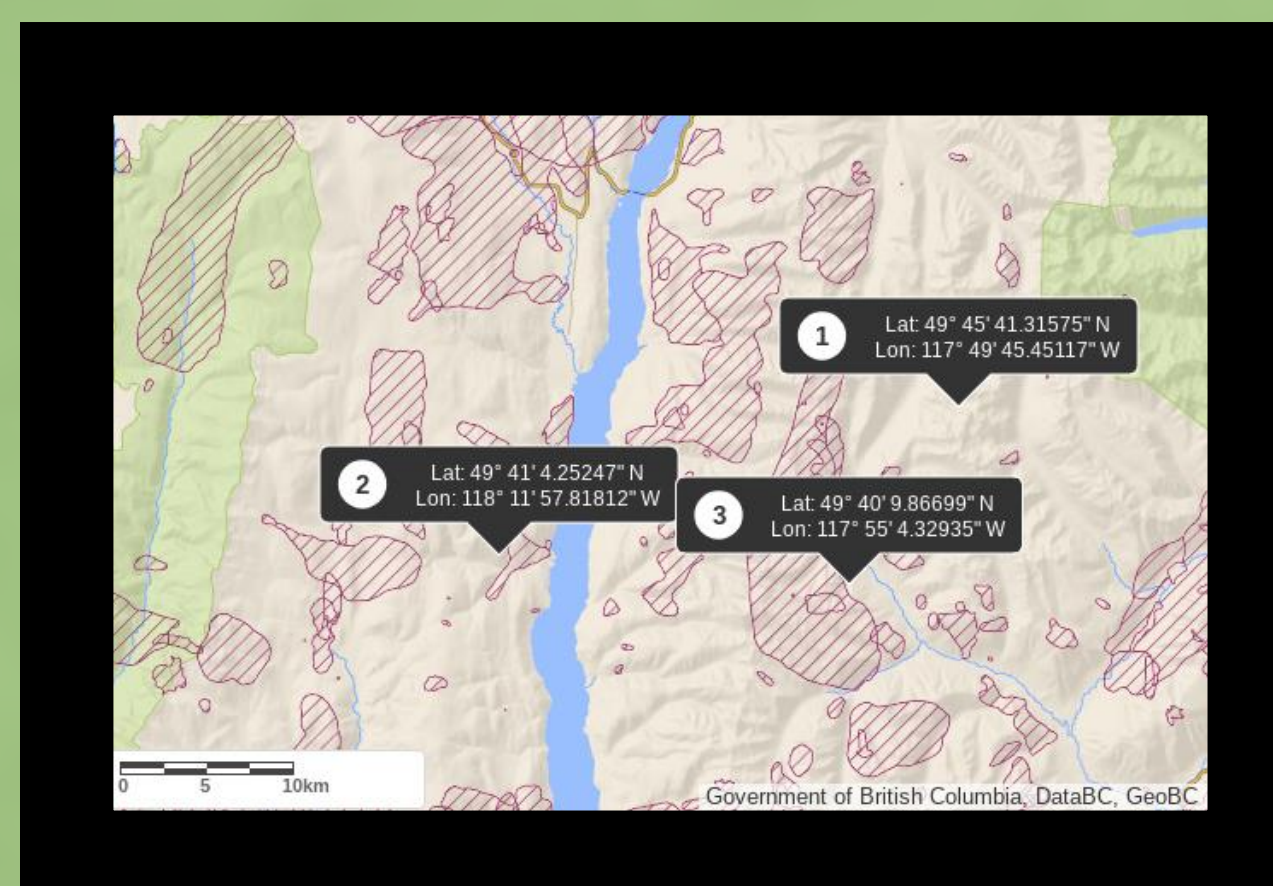 1
Lat: 49° 45' 41.31575" N
Lon: 117° 49' 45.45117" W
2
Lat: 49° 41' 4.25247" N
Lon: 118° 11' 57.81812" W
3
Lat: 49° 40' 9.86699" N
Lon: 117° 55' 4.32935" W
0 5 10km
Government of British Columbia, DataBC, GeoBC